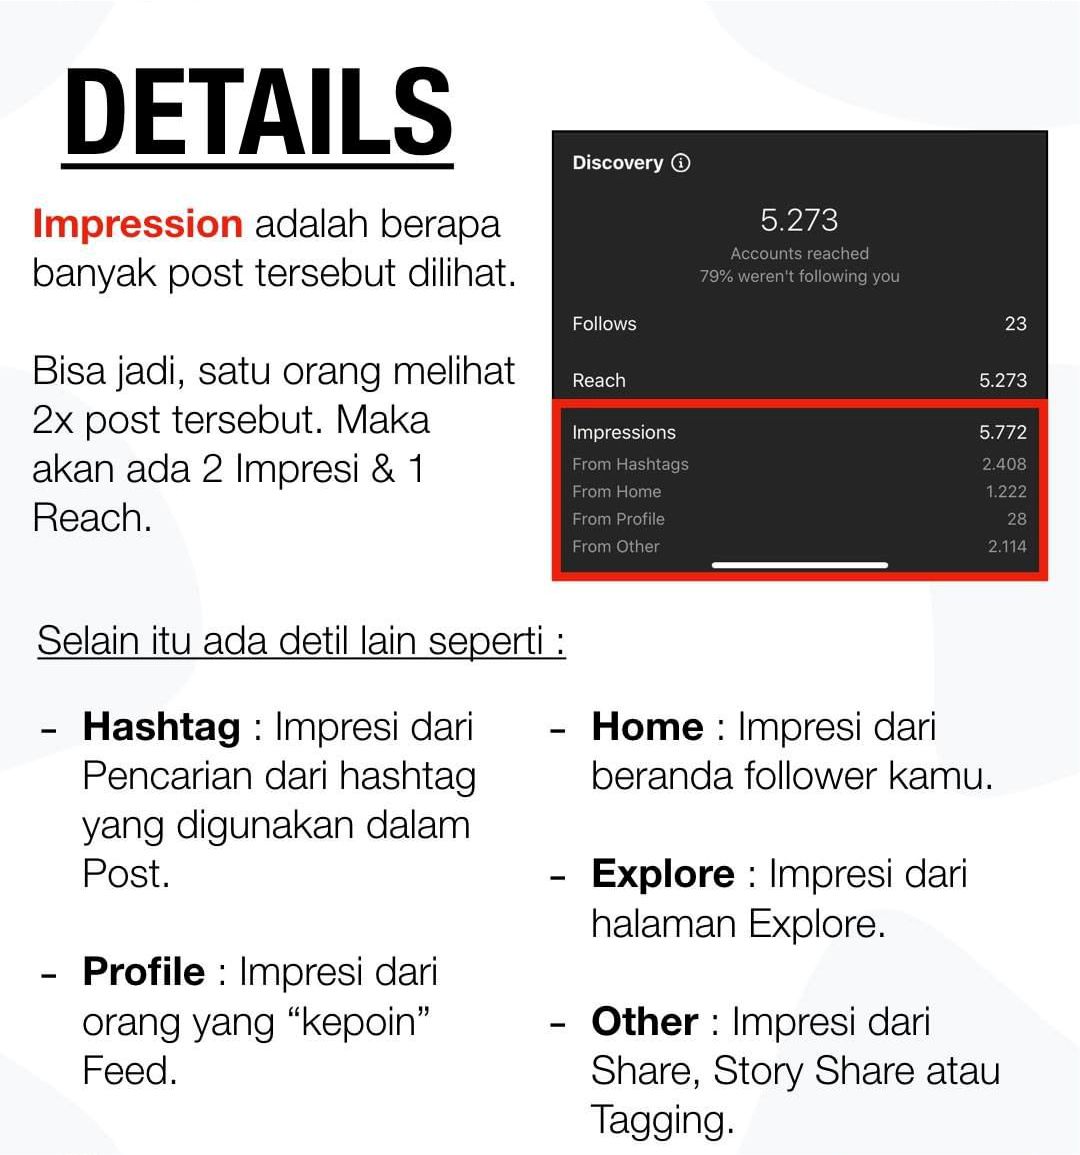 DETAILS
Impression adalah berapa
banyak post tersebut dilihat.
Bisa jadi, satu orang melihat
2x post tersebut. Maka
akan ada 2 Impresi & 1
Reach.
Discovery
5.273
Accounts reached
79% weren't following you
Follows 23
Reach 5.273
Impressions 5.772
From Hashtags 2.408
From Home 1.222
From Profile 28
From Other 2.114
Selain itu ada detil lain seperti :
- Hashtag : Impresi dari
Pencarian dari hashtag
yang digunakan dalam
Post.
- Profile : Impresi dari
orang yang “kepoin”
Feed.
- Home : Impresi dari
beranda follower kamu.
- Explore : Impresi dari
halaman Explore.
- Other : Impresi dari
Share, Story Share atau
Tagging.